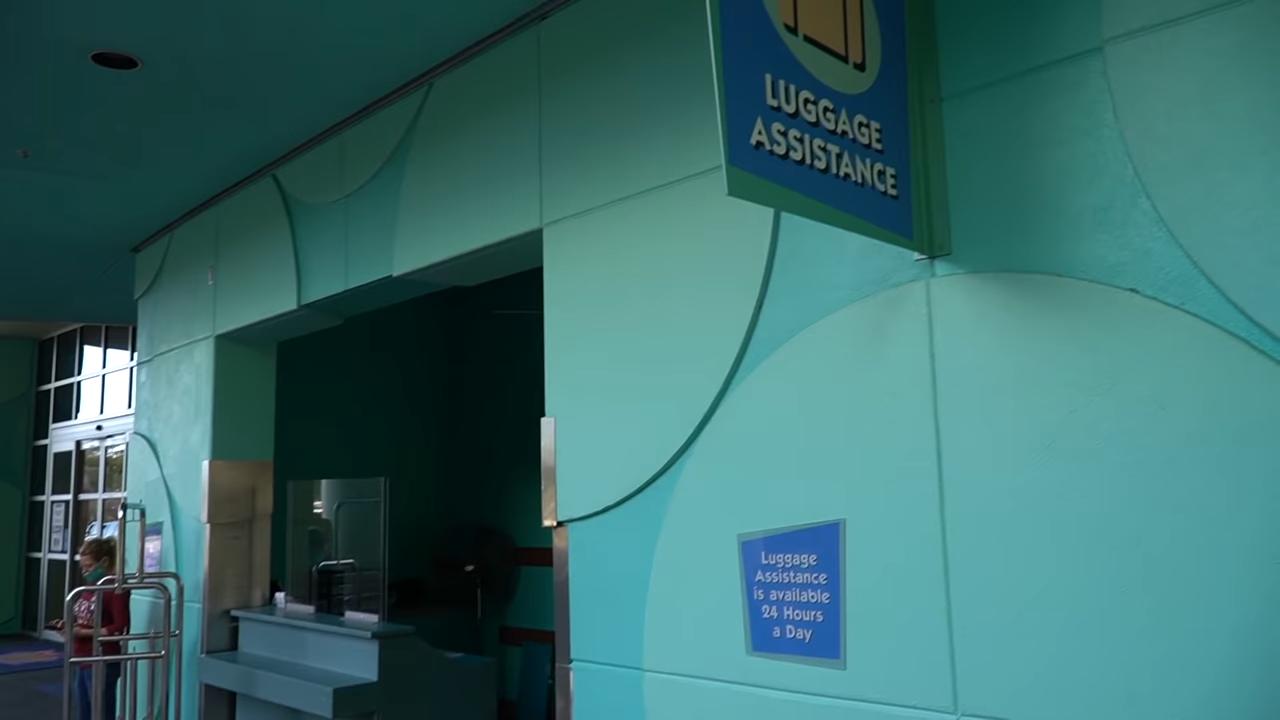 LUGGAGE
ASSISTANCE
Luggage
Assistance
is available
24 Hours
a Day